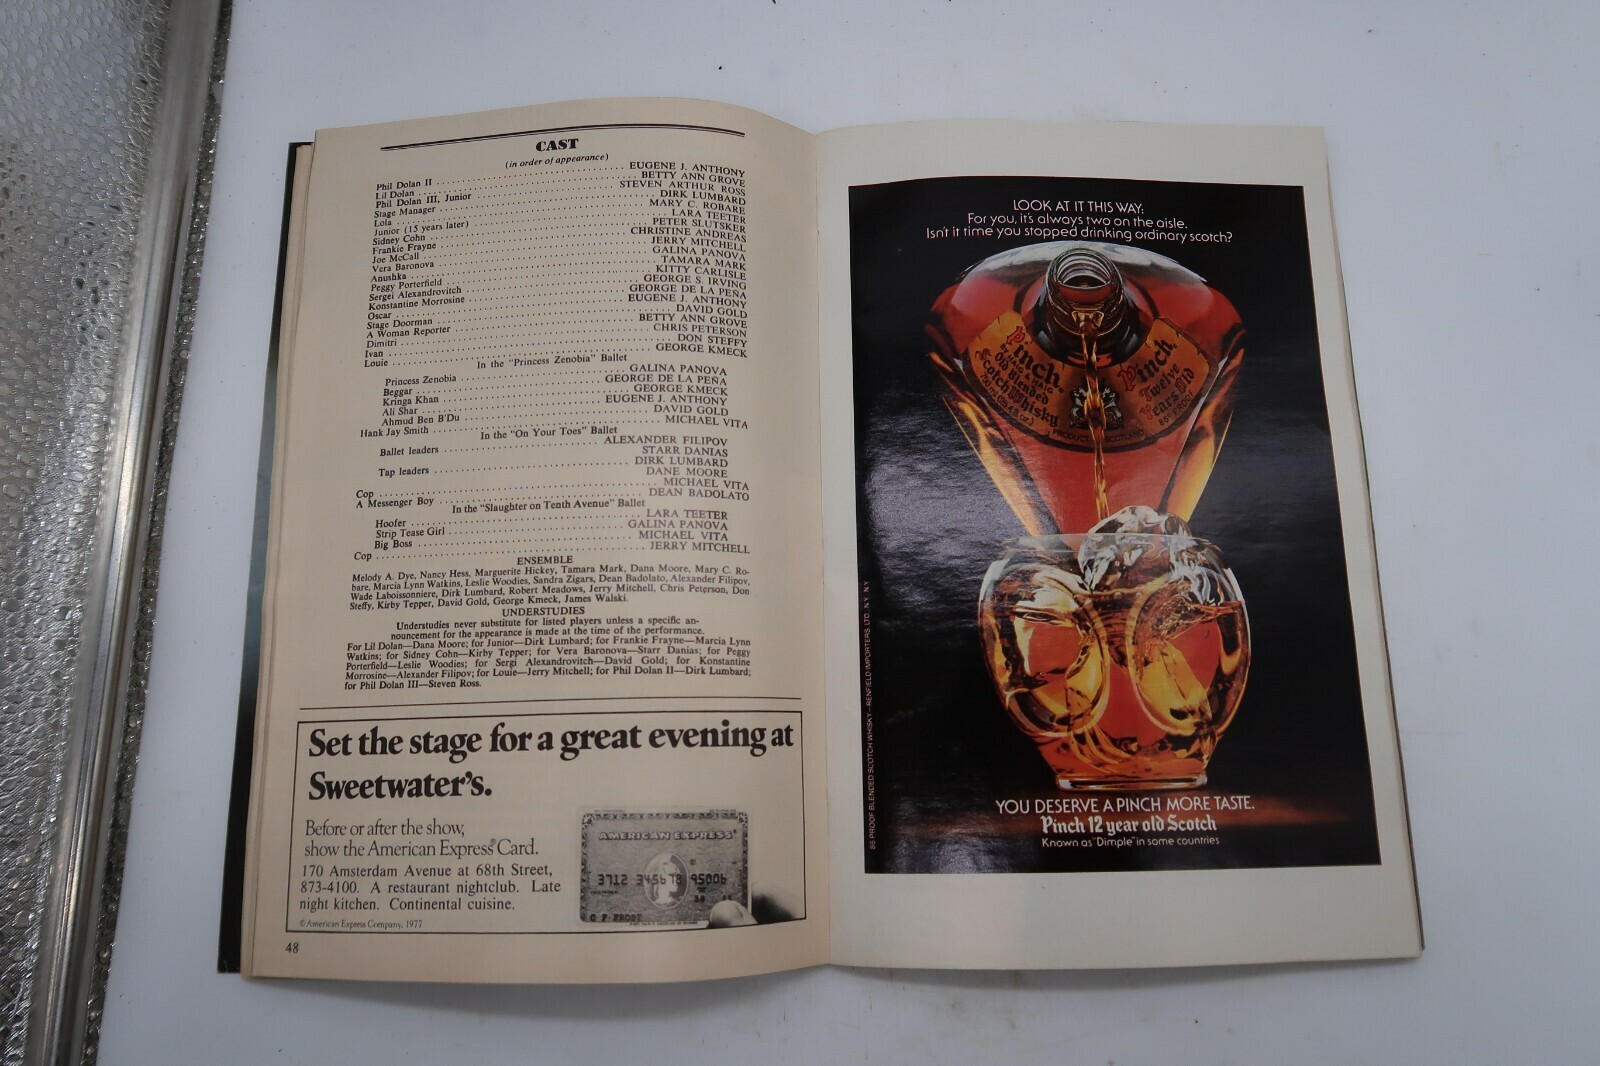 CAST
(in order of appearance)
Phil Dolan II ... EUGENE J. ANTHONY
Lil Dolan ... BETTY ANN GROVE
Phil Dolan III, Junior ... STEVEN ARTHUR ROSS
Stage Manager ... DIRK LUMBARD
Lola ... MARY C. ROBARE
Junior (15 years later) ... LARA TEETER
Sidney Cohn ... PETER SLUTSKER
Frankie Frayne ... CHRISTINE ANDREAS
Joe McCall ... JERRY MITCHELL
Vera Baronova ... GALINA PANOVA
Anushka ... TAMARA MARK
Peggy Porterfield ... KITTY CARLISLE
Sergei Alexandrovitch ... GEORGE S. IRVING
Konstantine Morrosine ... GEORGE DE LA PEÑA
Oscar ... EUGENE J. ANTHONY
Stage Doorman ... DAVID GOLD
A Woman Reporter ... BETTY ANN GROVE
Dimitri ... CHRIS PETERSON
Ivan ... DON STEFFY
Louie ... GEORGE KMECK
In the "Princess Zenobia" Ballet
Princess Zenobia ... GALINA PANOVA
Beggar ... GEORGE DE LA PEÑA
Kringa Khan ... GEORGE KMECK
Ali Shar ... EUGENE J. ANTHONY
Ahmud Ben B'Du ... DAVID GOLD
Hank Jay Smith ... MICHAEL VITA
In the "On Your Toes" Ballet
Ballet leaders ... ALEXANDER FILIPOV
STARR DANIAS
Tap leaders ... DIRK LUMBARD
DANE MOORE
Cop ... MICHAEL VITA
A Messenger Boy ... DEAN BADOLATO
In the "Slaughter on Tenth Avenue" Ballet
Hoofer ... LARA TEETER
Strip Tease Girl ... GALINA PANOVA
Big Boss ... MICHAEL VITA
Cop ... JERRY MITCHELL
ENSEMBLE
Melody A. Dye, Nancy Hess, Marguerite Hickey, Tamara Mark, Dana Moore, Mary C. Ro-
bare, Marcia Lynn Watkins, Leslie Woodies, Sandra Zigars, Dean Badolato, Alexander Filipov,
Wade Laboissonniere, Dirk Lumbard, Robert Meadows, Jerry Mitchell, Chris Peterson, Don
Steffy, Kirby Tepper, David Gold, George Kmeck, James Walski.
UNDERSTUDIES
Understudies never substitute for listed players unless a specific an-
nouncement for the appearance is made at the time of the performance.
For Lil Dolan—Dana Moore; for Junior—Dirk Lumbard; for Frankie Frayne—Marcia Lynn
Watkins; for Sidney Cohn—Kirby Tepper; for Vera Baronova—Starr Danias; for Peggy
Porterfield—Leslie Woodies; for Sergi Alexandrovitch—David Gold; for Konstantine
Morrosine—Alexander Filipov; for Louie—Jerry Mitchell; for Phil Dolan II—Dirk Lumbard;
for Phil Dolan III—Steven Ross.
Set the stage for a great evening at
Sweetwater's.
Before or after the show,
show the American Express® Card.
170 Amsterdam Avenue at 68th Street,
873-4100. A restaurant nightclub. Late
night kitchen. Continental cuisine.
© American Express Company, 1977
AMERICAN EXPRESS®
3712 345678 95006
C F FROST
48
LOOK AT IT THIS WAY:
For you, it's always two on the aisle.
Isn't it time you stopped drinking ordinary scotch?
Pinch.
BY HAIG & HAIG
Old Blended
Scotch Whisky
750 ml (25.4 fl. oz.)
Pinch.
Twelve
Years Old
86° PROOF
PRODUCT SCOTLAND
86 PROOF BLENDED SCOTCH WHISKY—RENFIELD IMPORTERS LTD., N.Y. N.Y.
YOU DESERVE A PINCH MORE TASTE.
Pinch 12 year old Scotch
Known as "Dimple" in some countries